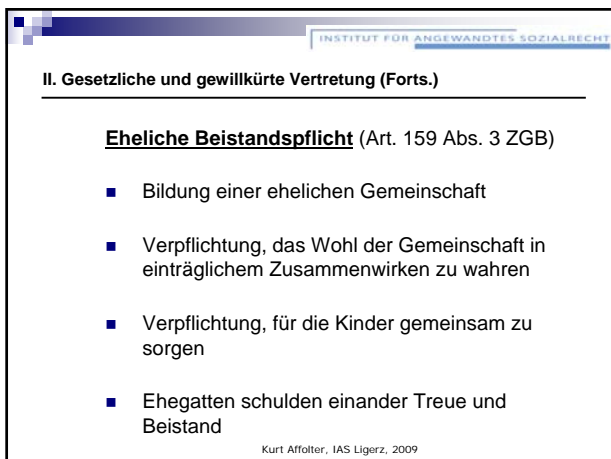 INSTITUT FÜR ANGEWANDTES SOZIALRECHT
II. Gesetzliche und gewillkürte Vertretung (Forts.)
Eheliche Beistandspflicht (Art. 159 Abs. 3 ZGB)
Bildung einer ehelichen Gemeinschaft
Verpflichtung, das Wohl der Gemeinschaft in
einträglichem Zusammenwirken zu wahren
Verpflichtung, für die Kinder gemeinsam zu
sorgen
Ehegatten schulden einander Treue und
Beistand
Kurt Affolter, IAS Ligerz, 2009